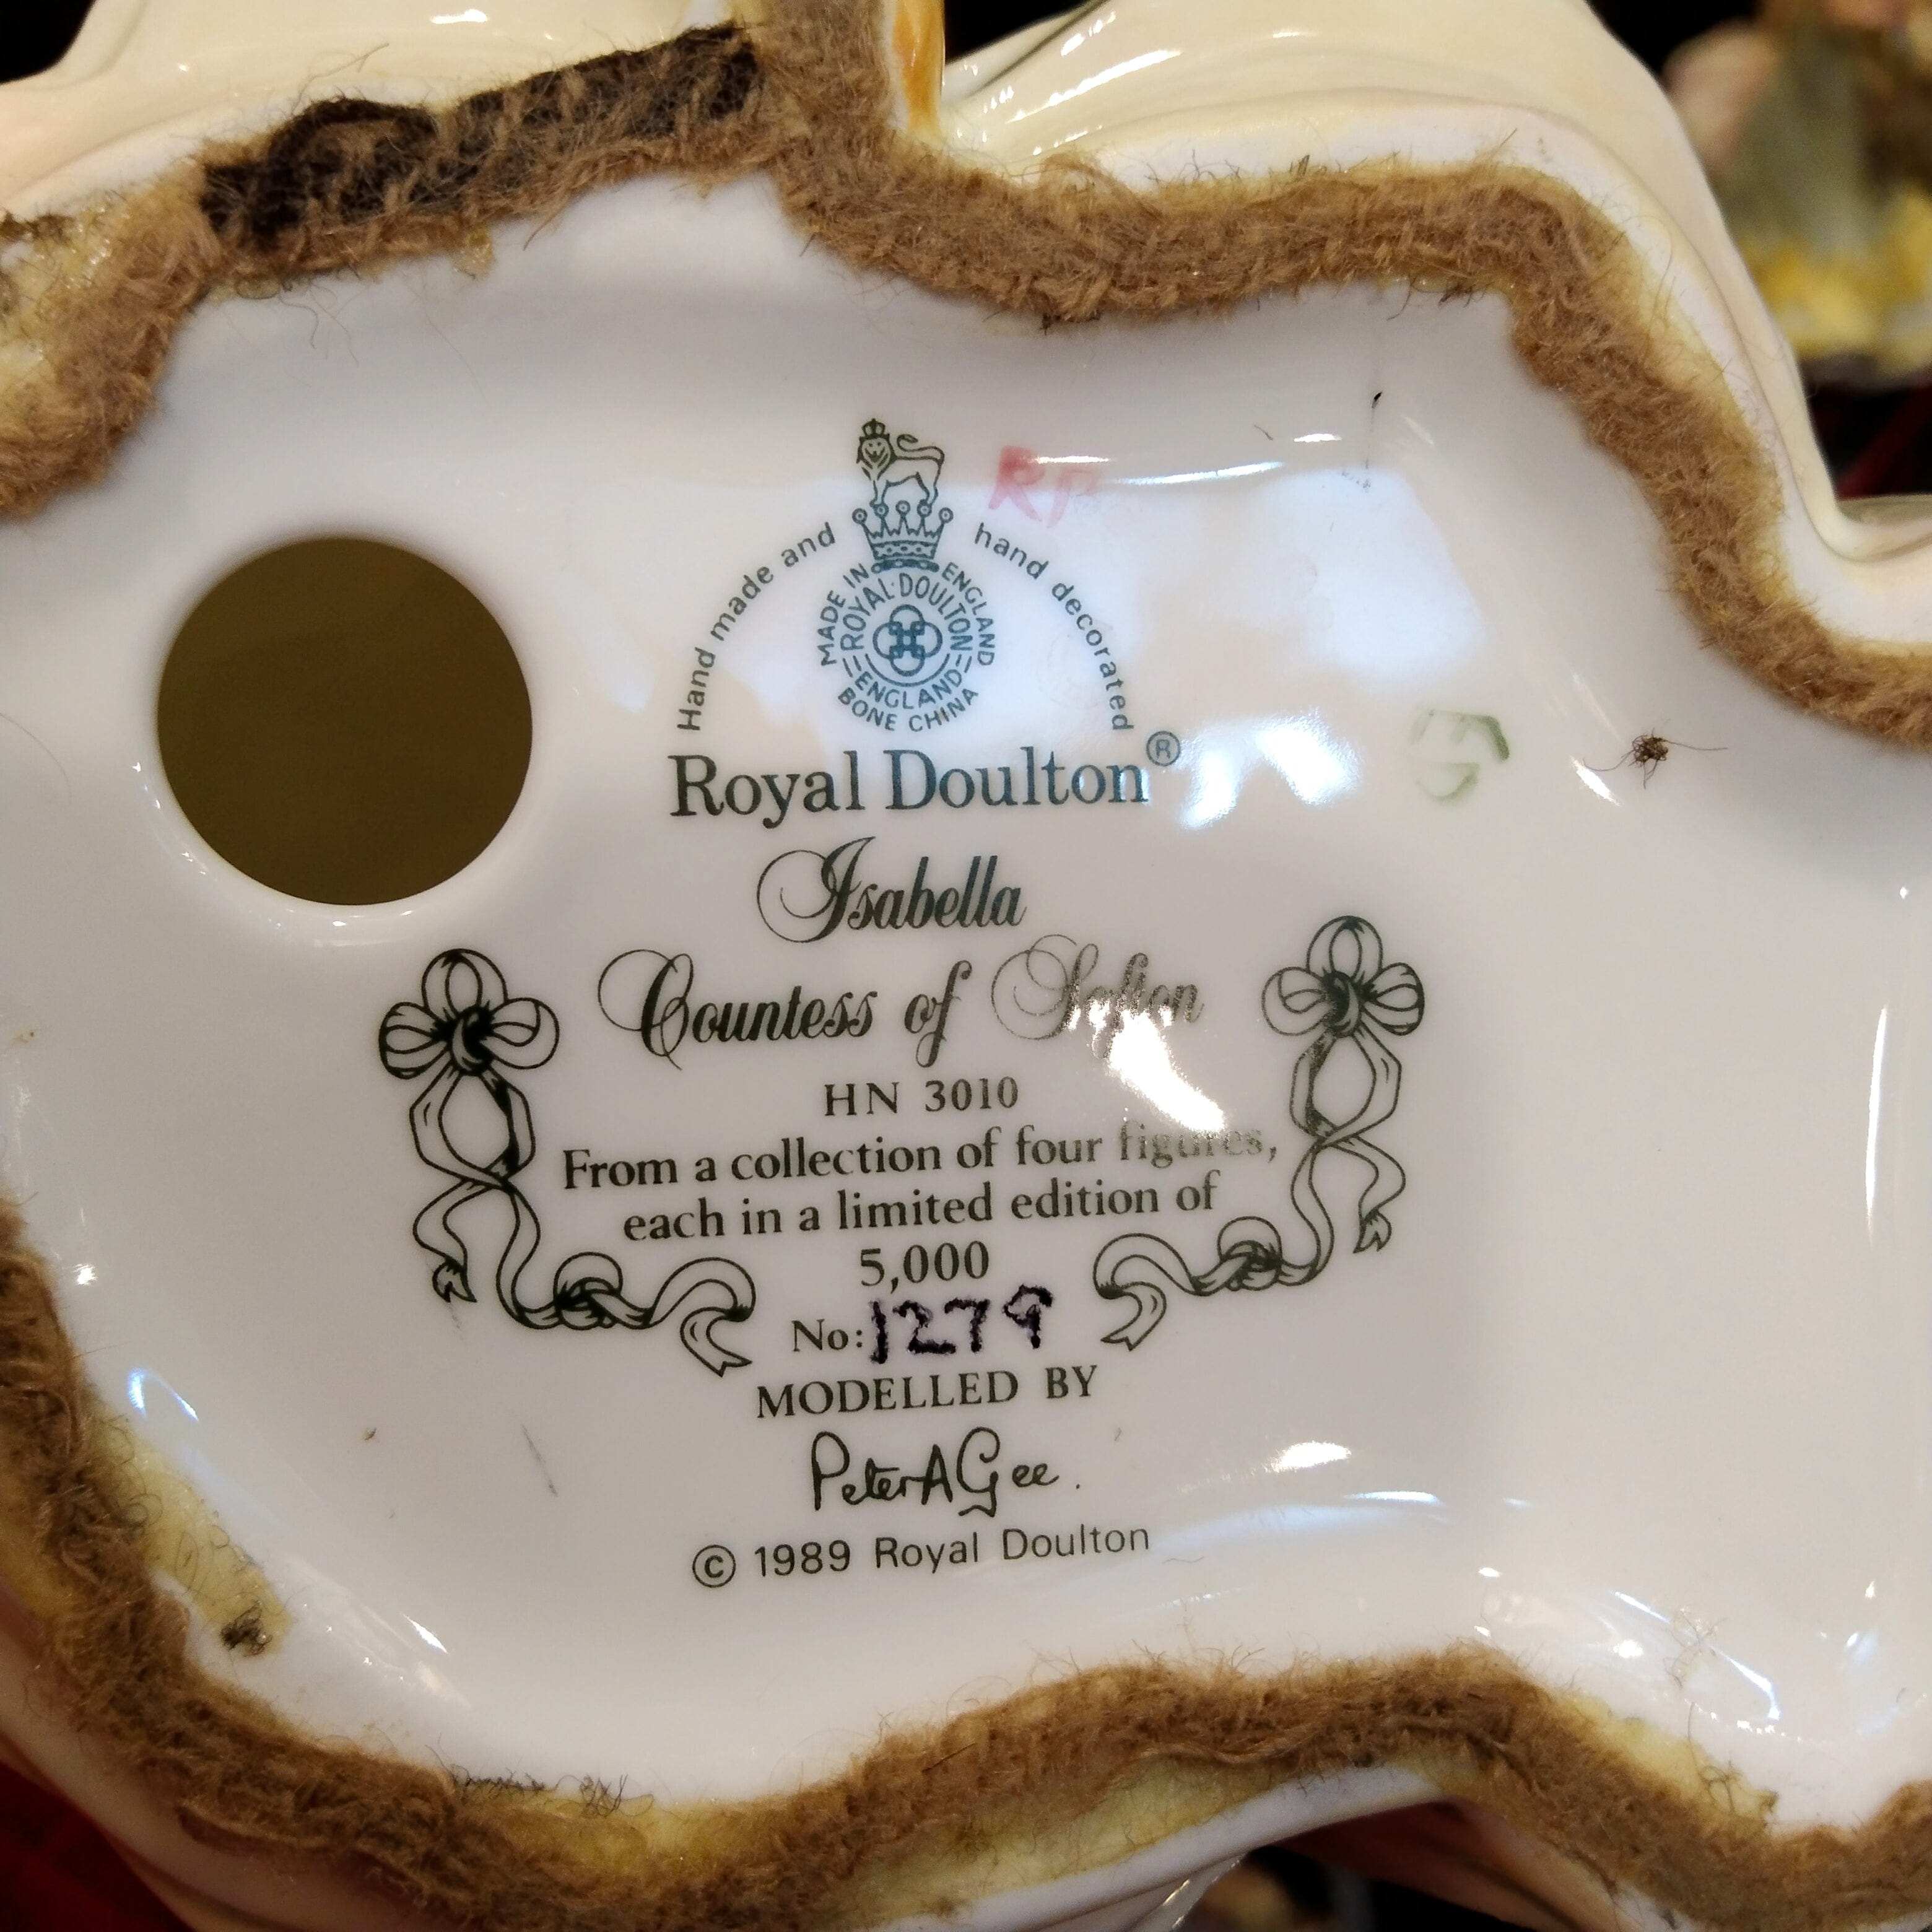 RF
Hand made and hand decorated
MADE IN ENGLAND
ROYAL·DOULTON
ENGLAND
BONE CHINA
Royal Doulton®
Isabella
Countess of Sefton
HN 3010
From a collection of four figures,
each in a limited edition of
5,000
No: 1279
MODELLED BY
Peter A Gee.
© 1989 Royal Doulton